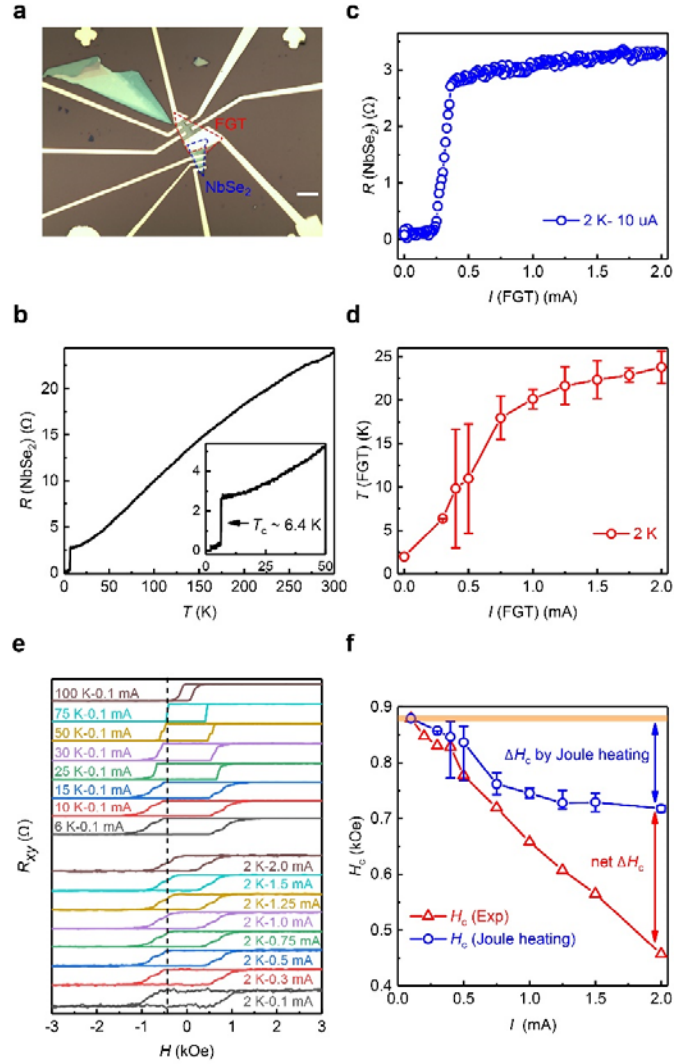 a
FGT
NbSe2
b
R (NbSe2) (Ω)
20
15
10
5
0
4
2
0
Tc ~ 6.4 K
0 25 50
0 50 100 150 200 250 300
T (K)
c
R (NbSe2) (Ω)
3
2
1
0
2 K- 10 uA
0.0 0.5 1.0 1.5 2.0
I (FGT) (mA)
d
T (FGT) (K)
25
20
15
10
5
0
2 K
0.0 0.5 1.0 1.5 2.0
I (FGT) (mA)
e
Rxy (Ω)
100 K-0.1 mA
75 K-0.1 mA
50 K-0.1 mA
30 K-0.1 mA
25 K-0.1 mA
15 K-0.1 mA
10 K-0.1 mA
6 K-0.1 mA
2 K-2.0 mA
2 K-1.5 mA
2 K-1.25 mA
2 K-1.0 mA
2 K-0.75 mA
2 K-0.5 mA
2 K-0.3 mA
2 K-0.1 mA
-3 -2 -1 0 1 2 3
H (kOe)
f
Hc (kOe)
0.9
0.8
0.7
0.6
0.5
0.4
ΔHc by Joule heating
net ΔHc
Hc (Exp)
Hc (Joule heating)
0.0 0.5 1.0 1.5 2.0
I (mA)